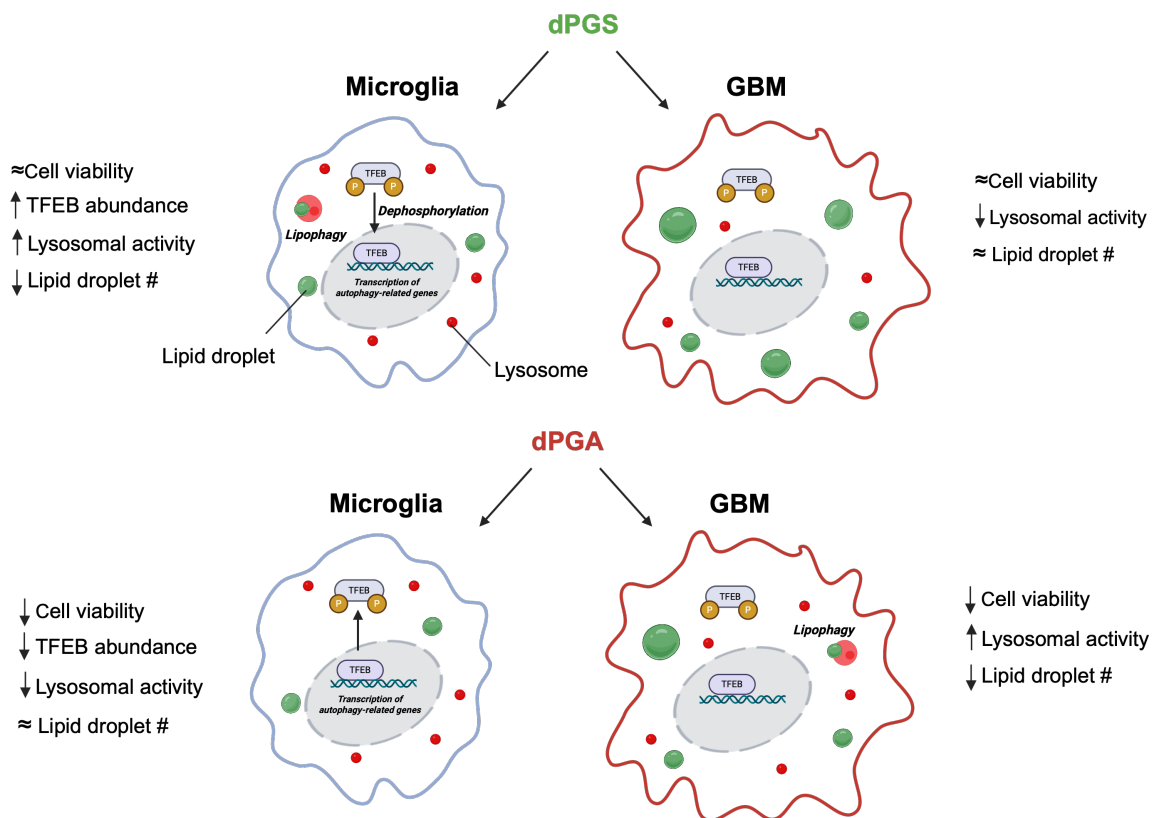 dPGS
Microglia
GBM
≈Cell viability
↑ TFEB abundance
↑ Lysosomal activity
↓ Lipid droplet #
TFEB
P P
Dephosphorylation
Lipophagy
TFEB
Transcription of
autophagy-related genes
Lipid droplet
Lysosome
TFEB
P P
TFEB
≈Cell viability
↓ Lysosomal activity
≈ Lipid droplet #
dPGA
Microglia
GBM
↓ Cell viability
↓ TFEB abundance
↓ Lysosomal activity
≈ Lipid droplet #
TFEB
P P
TFEB
Transcription of
autophagy-related genes
TFEB
P P
Lipophagy
TFEB
↓ Cell viability
↑ Lysosomal activity
↓ Lipid droplet #